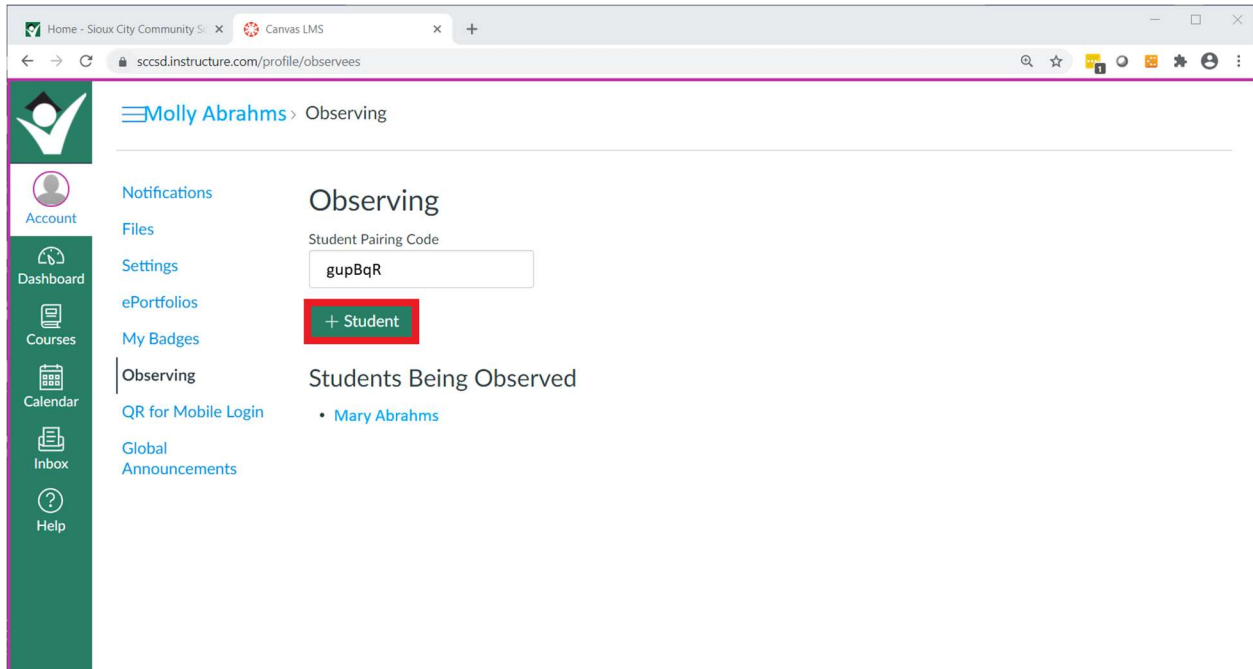 Home - Sioux City Community S
Canvas LMS
sccsd.instructure.com/profile/observees
1
Molly Abrahms > Observing
Account
Dashboard
Courses
Calendar
Inbox
Help
Notifications
Files
Settings
ePortfolios
My Badges
Observing
QR for Mobile Login
Global
Announcements
Observing
Student Pairing Code
gupBqR
+ Student
Students Being Observed
• Mary Abrahms